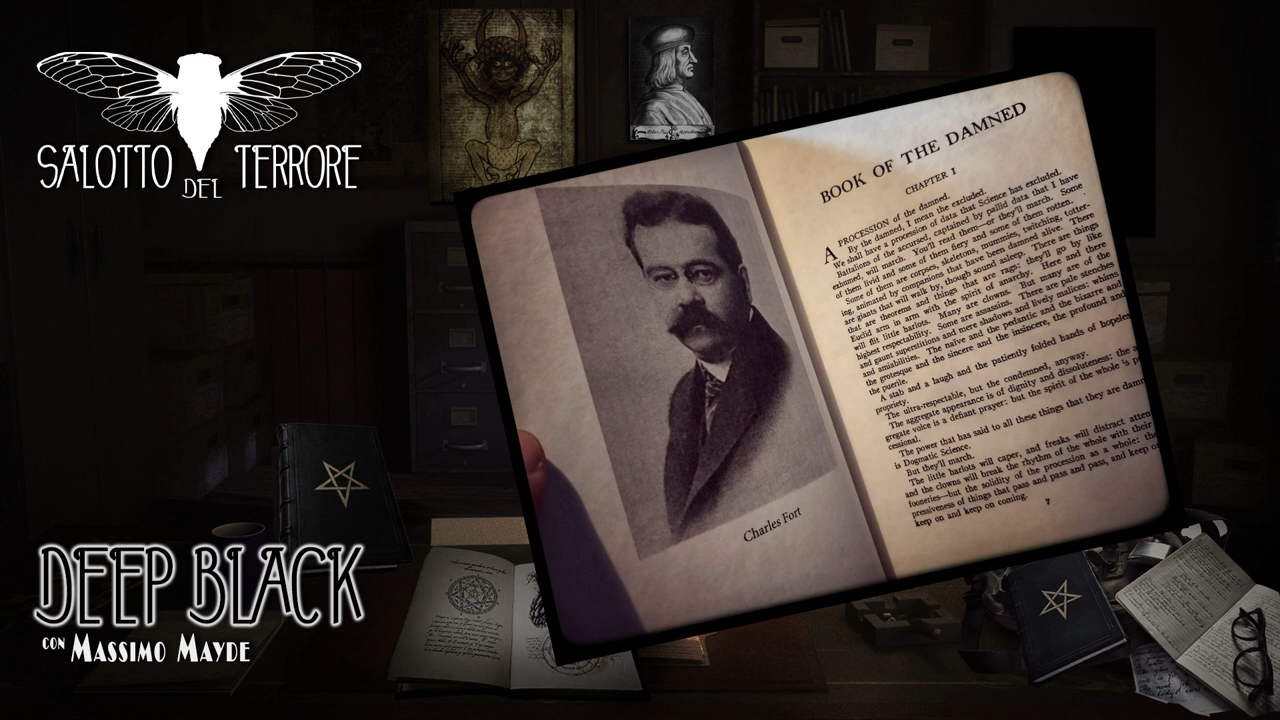 SALOTTO DEL TERRORE
DEEP BLACK
CON MASSIMO MAYDE
Charles Fort
BOOK OF THE DAMNED
CHAPTER I
A PROCESSION of the damned.
By the damned, I mean the excluded.
We shall have a procession of data that Science has excluded.
Battalions of the accursed, captained by pallid data that I have
exhumed, will march. You'll read them—or they'll march. Some
of them livid and some of them fiery and some of them rotten.
Some of them are corpses, skeletons, mummies, twitching, totter-
ing, animated by companions that have been damned alive. There
are giants that will walk by, though sound asleep. There are things
that are theorems and things that are rags: they'll go by like
Euclid arm in arm with the spirit of anarchy. Here and there
will flit little harlots. Many are clowns. But many are of the
highest respectability. Some are assassins. There are pale stenches
and gaunt superstitions and mere shadows and lively malices: whims
and amiabilities. The naïve and the pedantic and the bizarre and
the grotesque and the sincere and the insincere, the profound and
the puerile.
A stab and a laugh and the patiently folded hands of hopeles
propriety.
The ultra-respectable, but the condemned, anyway.
The aggregate appearance is of dignity and dissoluteness: the a
gregate voice is a defiant prayer: but the spirit of the whole is p
cessional.
The power that has said to all these things that they are damn
is Dogmatic Science.
But they'll march.
The little harlots will caper, and freaks will distract atten
and the clowns will break the rhythm of the whole with their
fooneries—but the solidity of the procession as a whole: the
pressiveness of things that pass and pass and pass, and keep o
keep on and keep on coming.
7